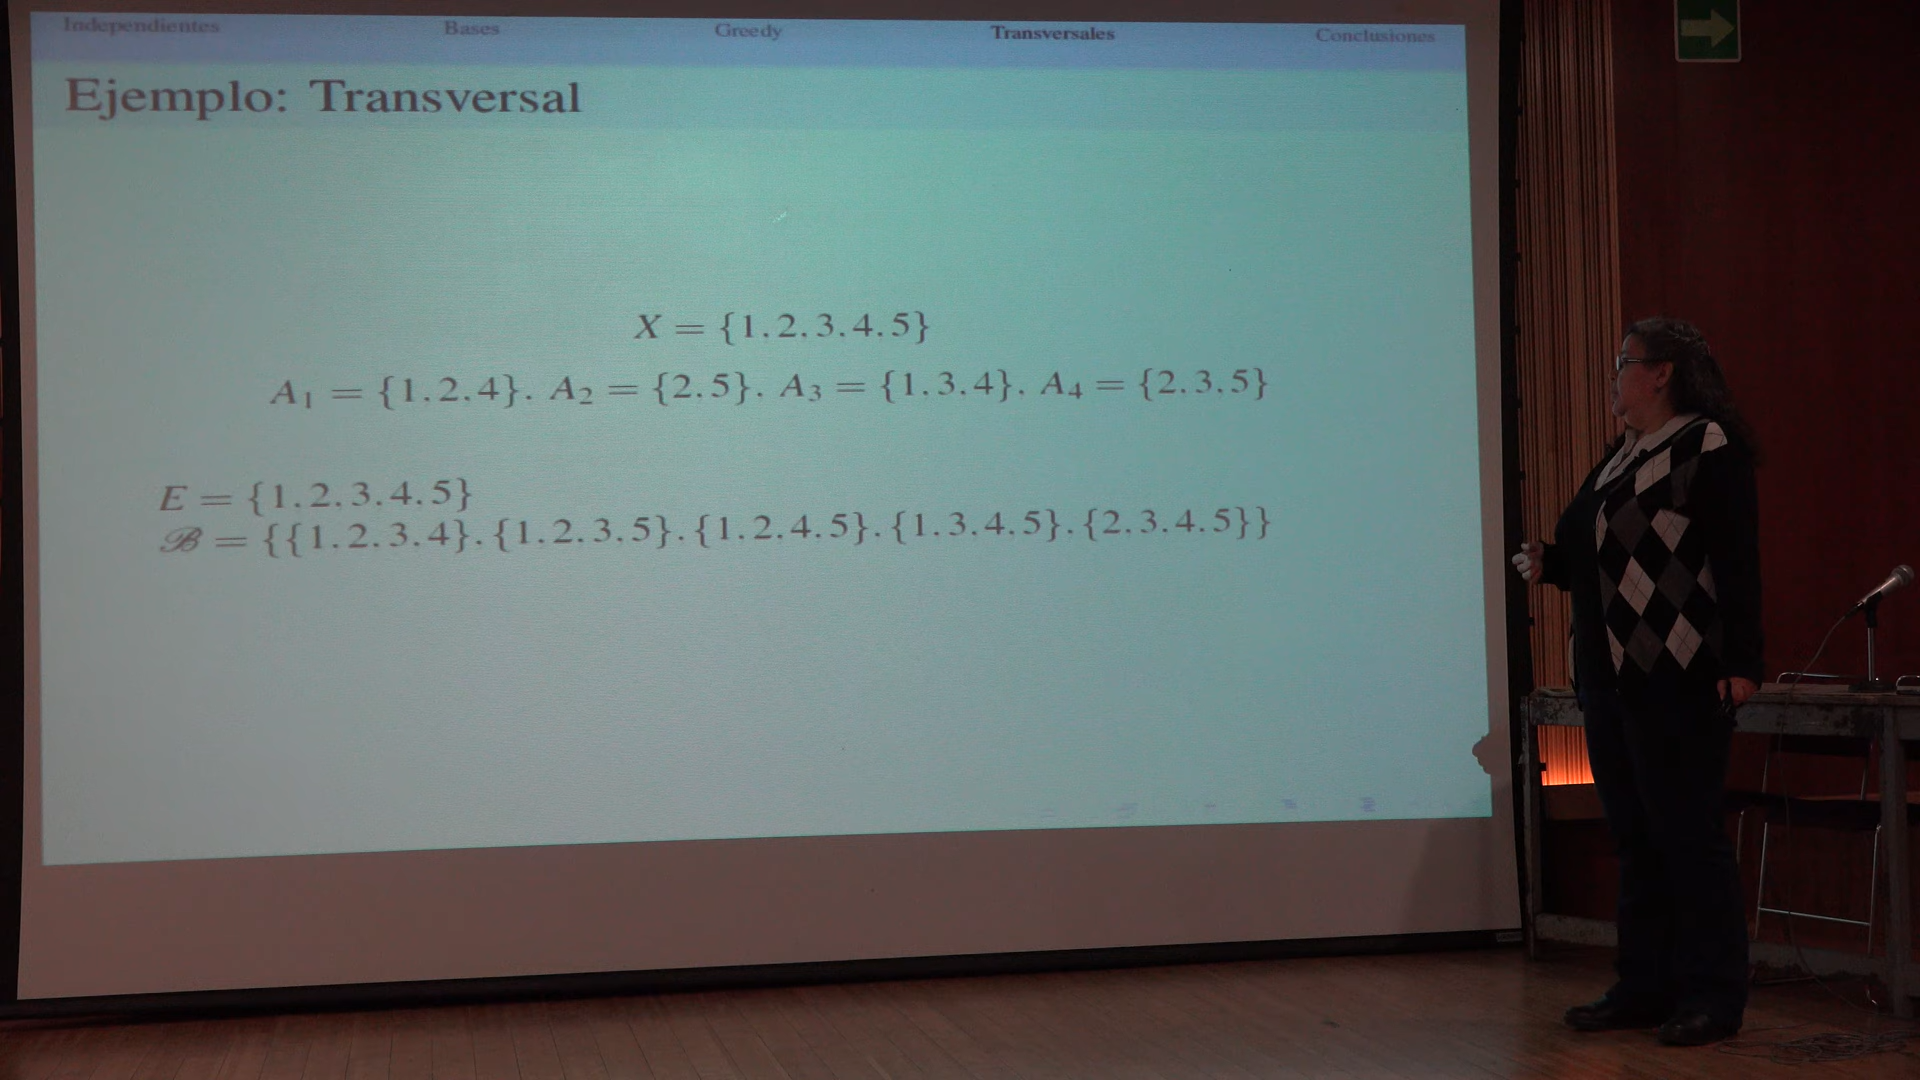 Independientes Bases Greedy Transversales Conclusiones
Ejemplo: Transversal
X = {1, 2, 3, 4, 5}
A₁ = {1, 2, 4}, A₂ = {2, 5}, A₃ = {1, 3, 4}, A₄ = {2, 3, 5}
E = {1, 2, 3, 4, 5}
ℬ = {{1, 2, 3, 4}, {1, 2, 3, 5}, {1, 2, 4, 5}, {1, 3, 4, 5}, {2, 3, 4, 5}}